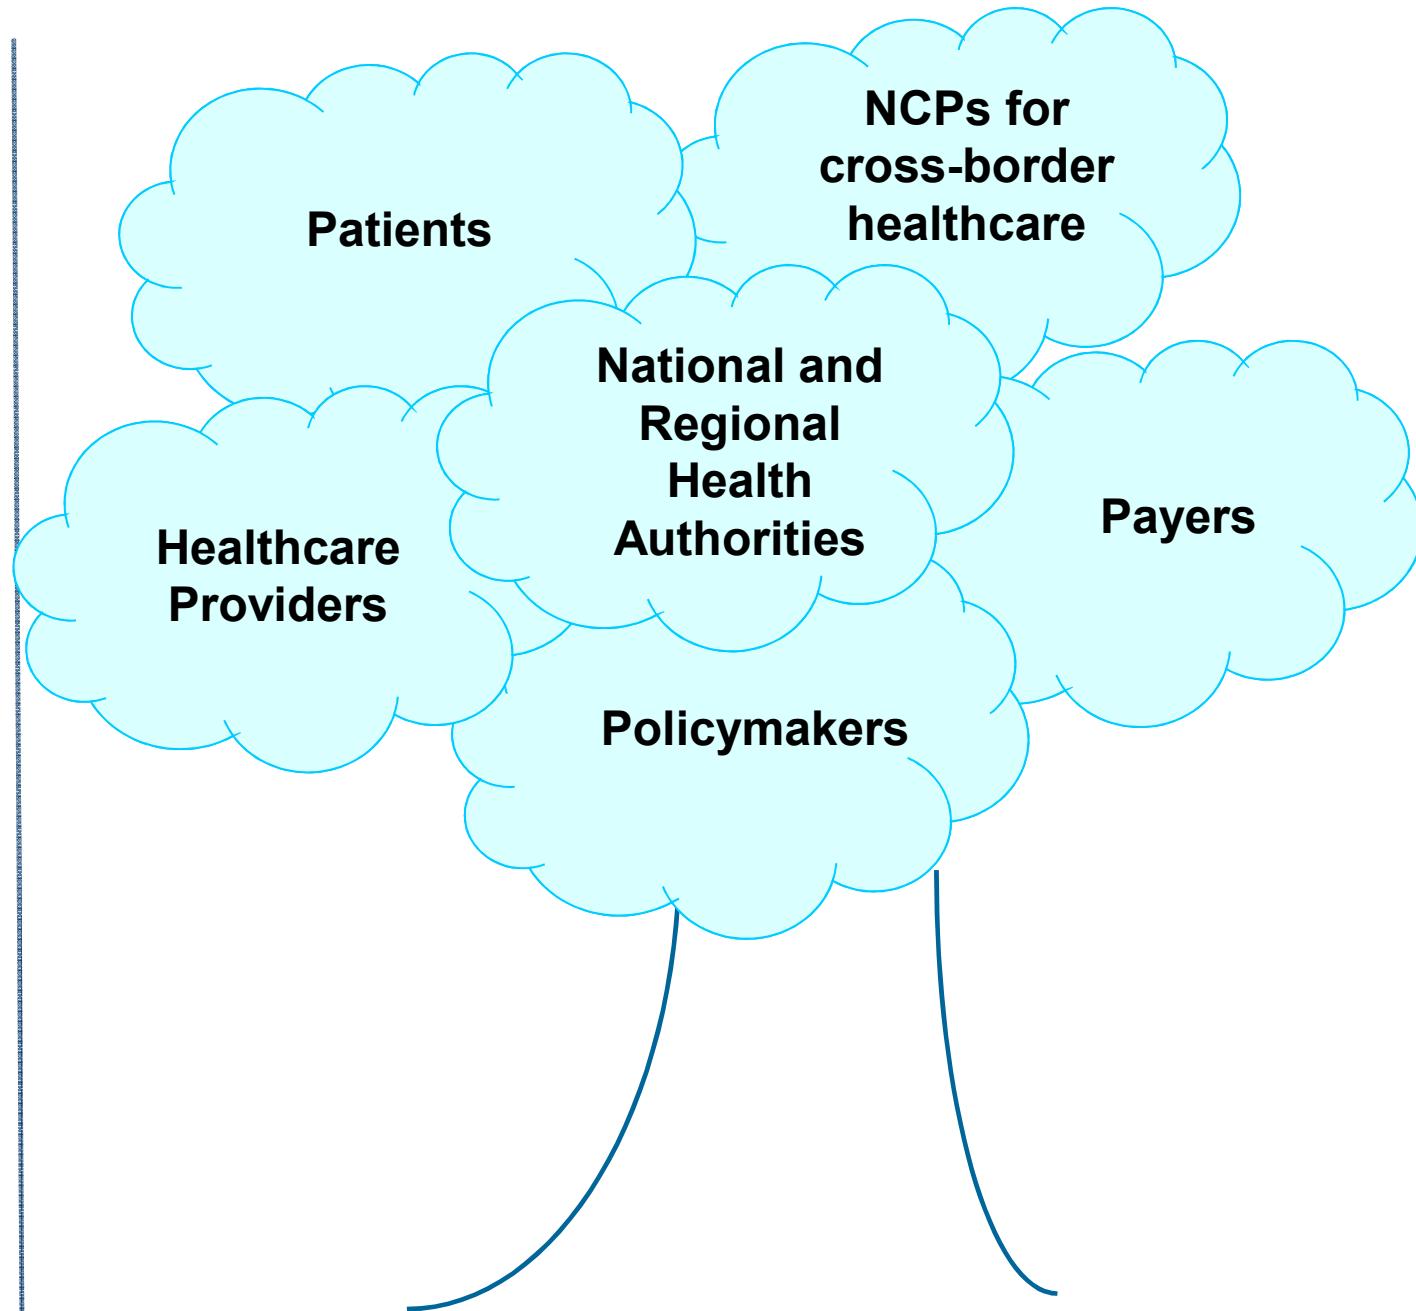 Patients
NCPs for
cross-border
healthcare
National and
Regional
Health
Authorities
Healthcare
Providers
Payers
Policymakers